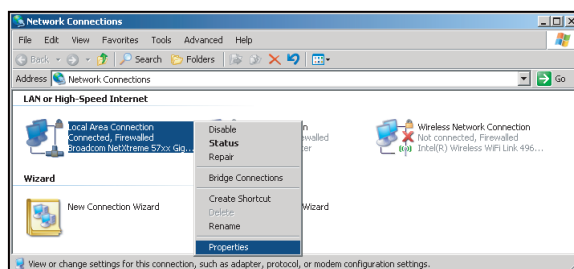 Network Connections
File Edit View Favorites Tools Advanced Help
Back Search Folders
Address Network Connections Go
LAN or High-Speed Internet
Local Area Connection
Connected, Firewalled
Broadcom NetXtreme 57xx Gig...
Disable
Status
Repair
Bridge Connections
Create Shortcut
Delete
Rename
Properties
Wireless Network Connection
Not connected, Firewalled
Intel(R) Wireless WiFi Link 496...
Wizard
New Connection Wizard
Wizard
View or change settings for this connection, such as adapter, protocol, or modem configuration settings.